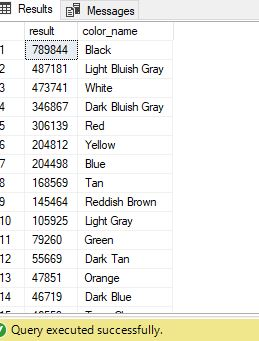 Results Messages
result color_name
1 789844 Black
2 487181 Light Bluish Gray
3 473741 White
4 346867 Dark Bluish Gray
5 306139 Red
6 204812 Yellow
7 204498 Blue
8 168569 Tan
9 145464 Reddish Brown
10 105925 Light Gray
11 79260 Green
12 55669 Dark Tan
13 47851 Orange
14 46719 Dark Blue
Query executed successfully.